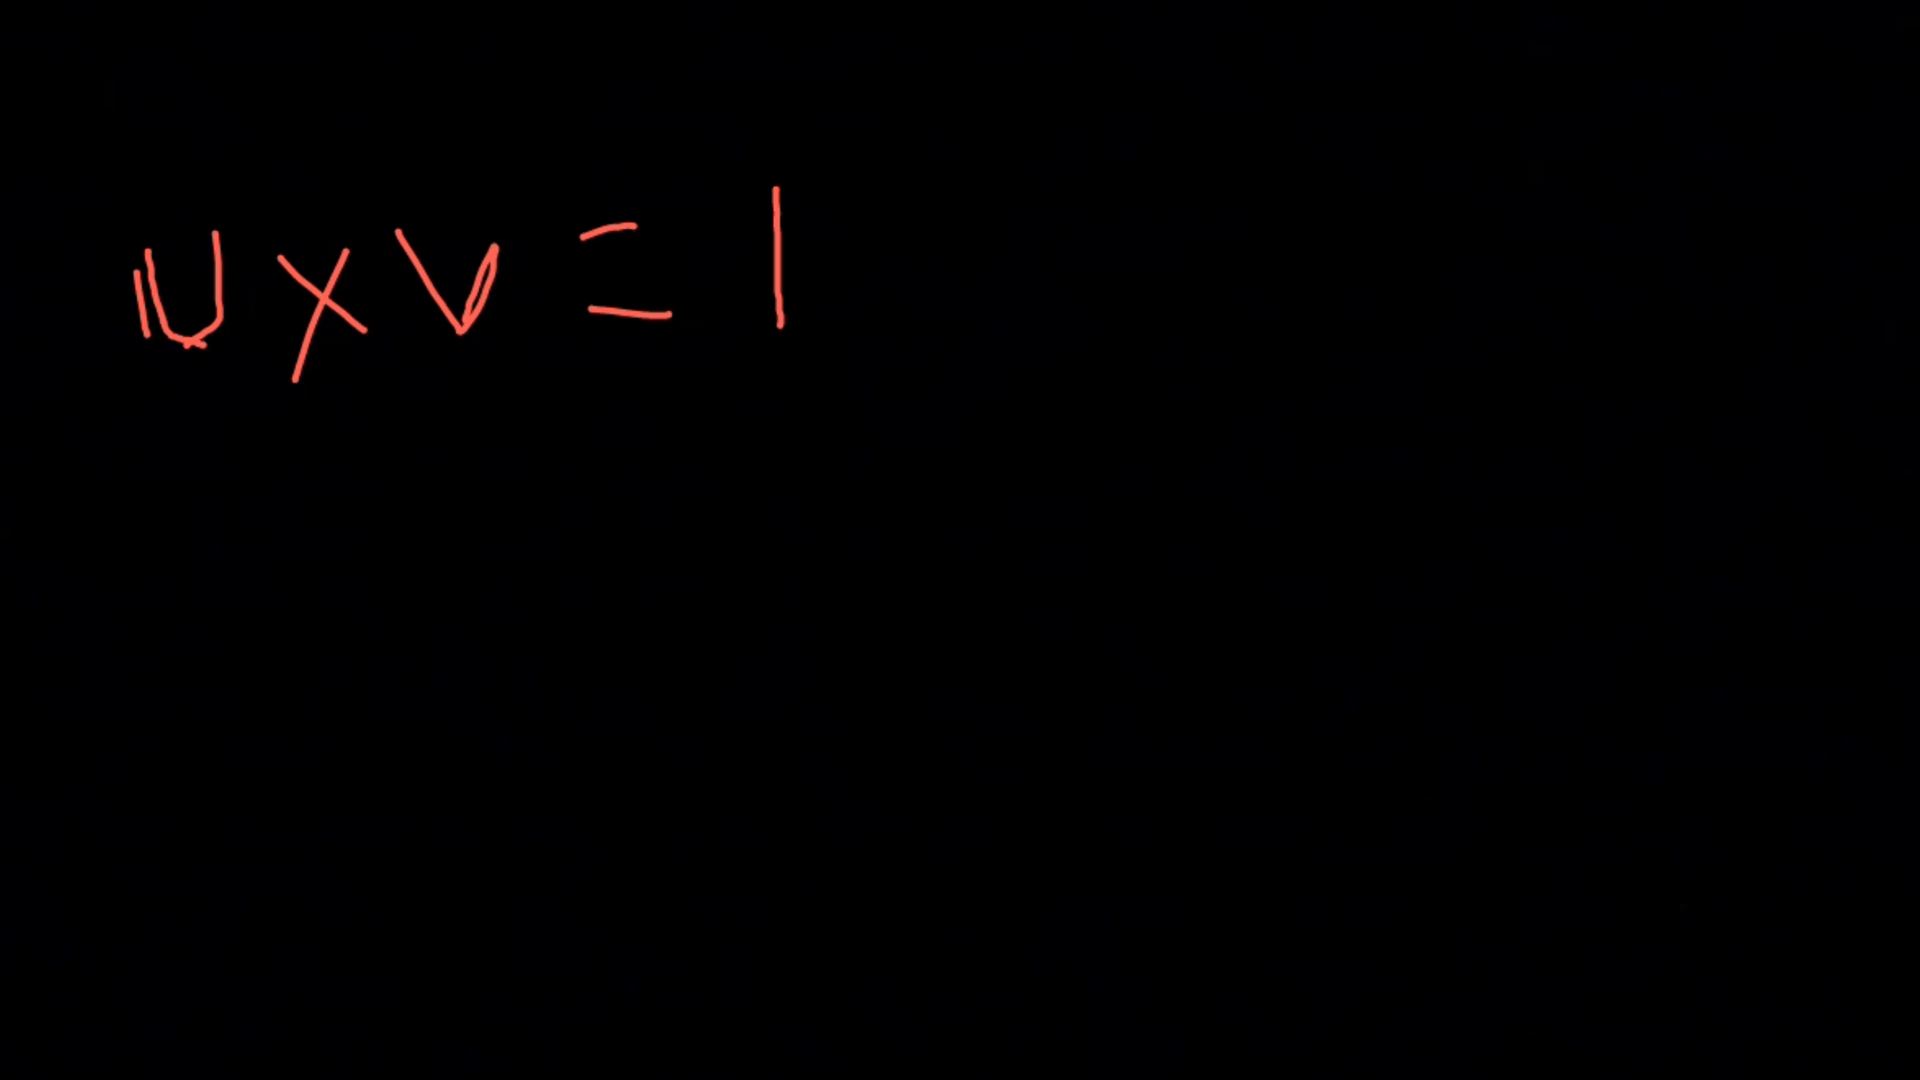 u x v = 1